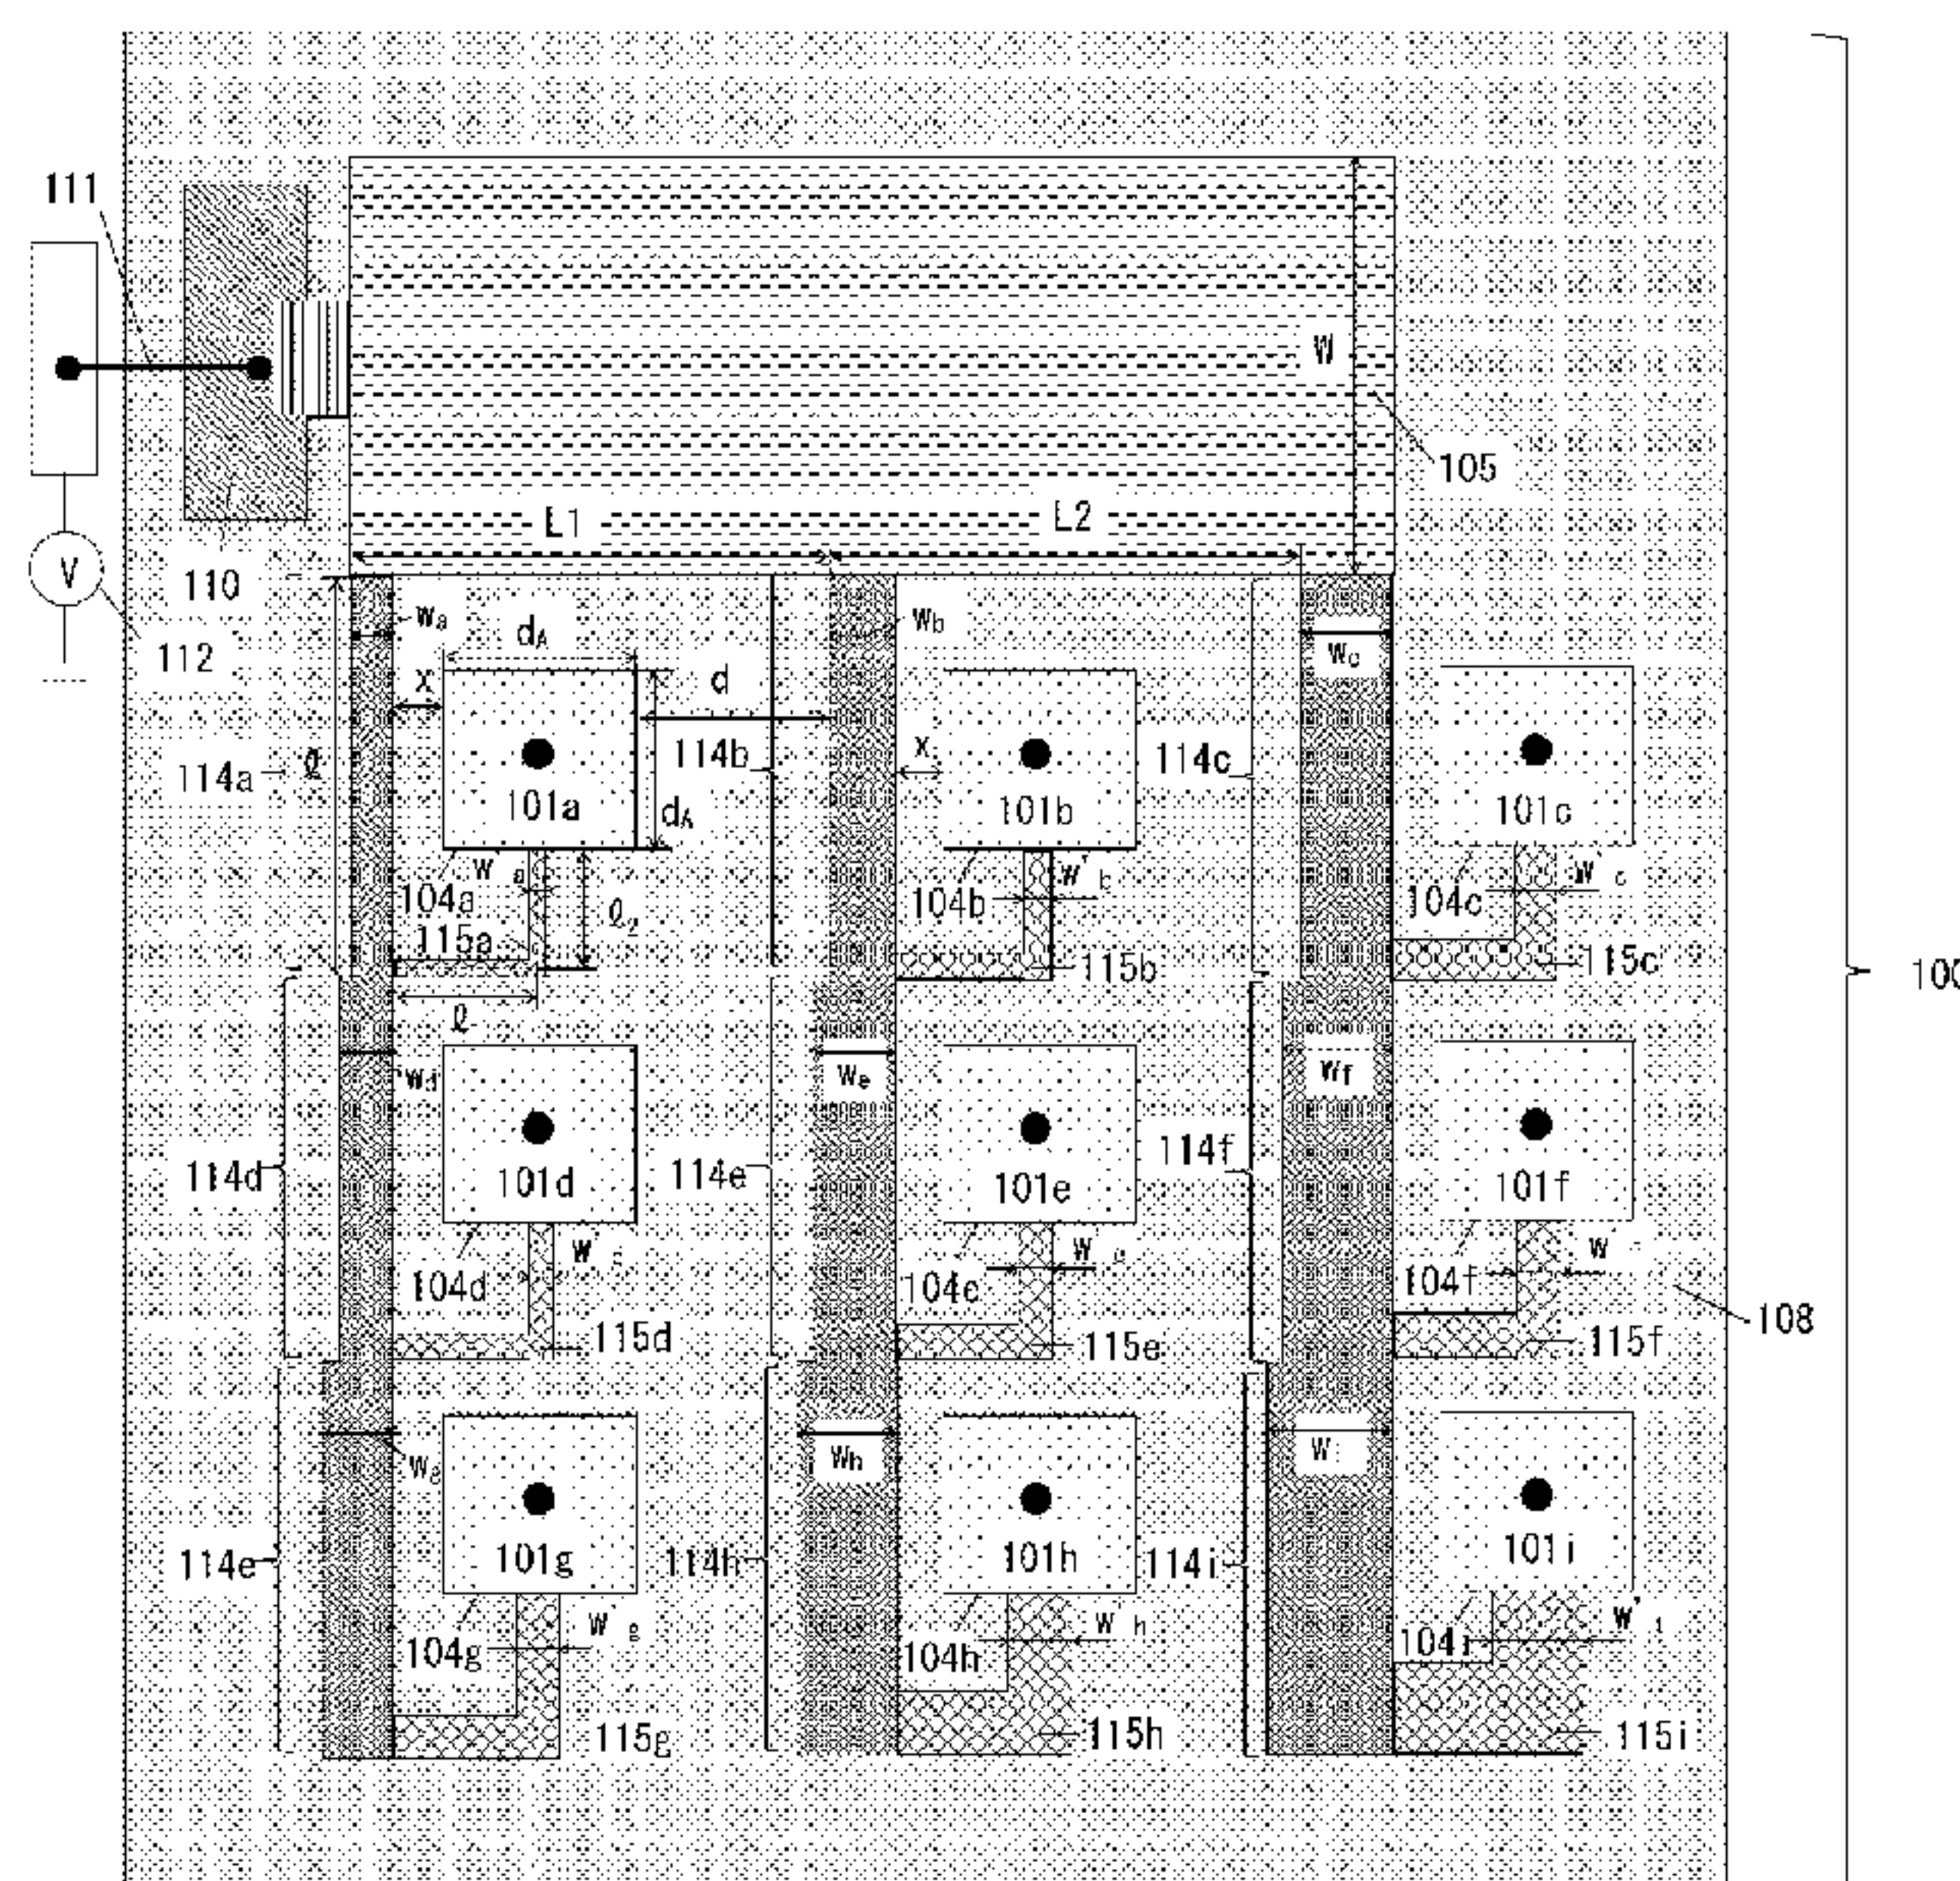 111
W
105
L1
L2
V
110
112
wa
dA
wb
wc
x
d
114a
ℓ
114b
x
114c
101a
dA
101b
101c
w a
104a
ℓ2
115a
w'b
104b
115b
w'c
104c
115c
100
ℓ
wd
we
wf
114d
101d
114e
101e
114f
101f
w'
104d
115d
w' e
104e
115e
w'
104f
115f
108
wg
wh
w
114e
101g
114h
101h
114i
101i
w'g
104g
115g
w'h
104h
115h
w'i
104i
115i